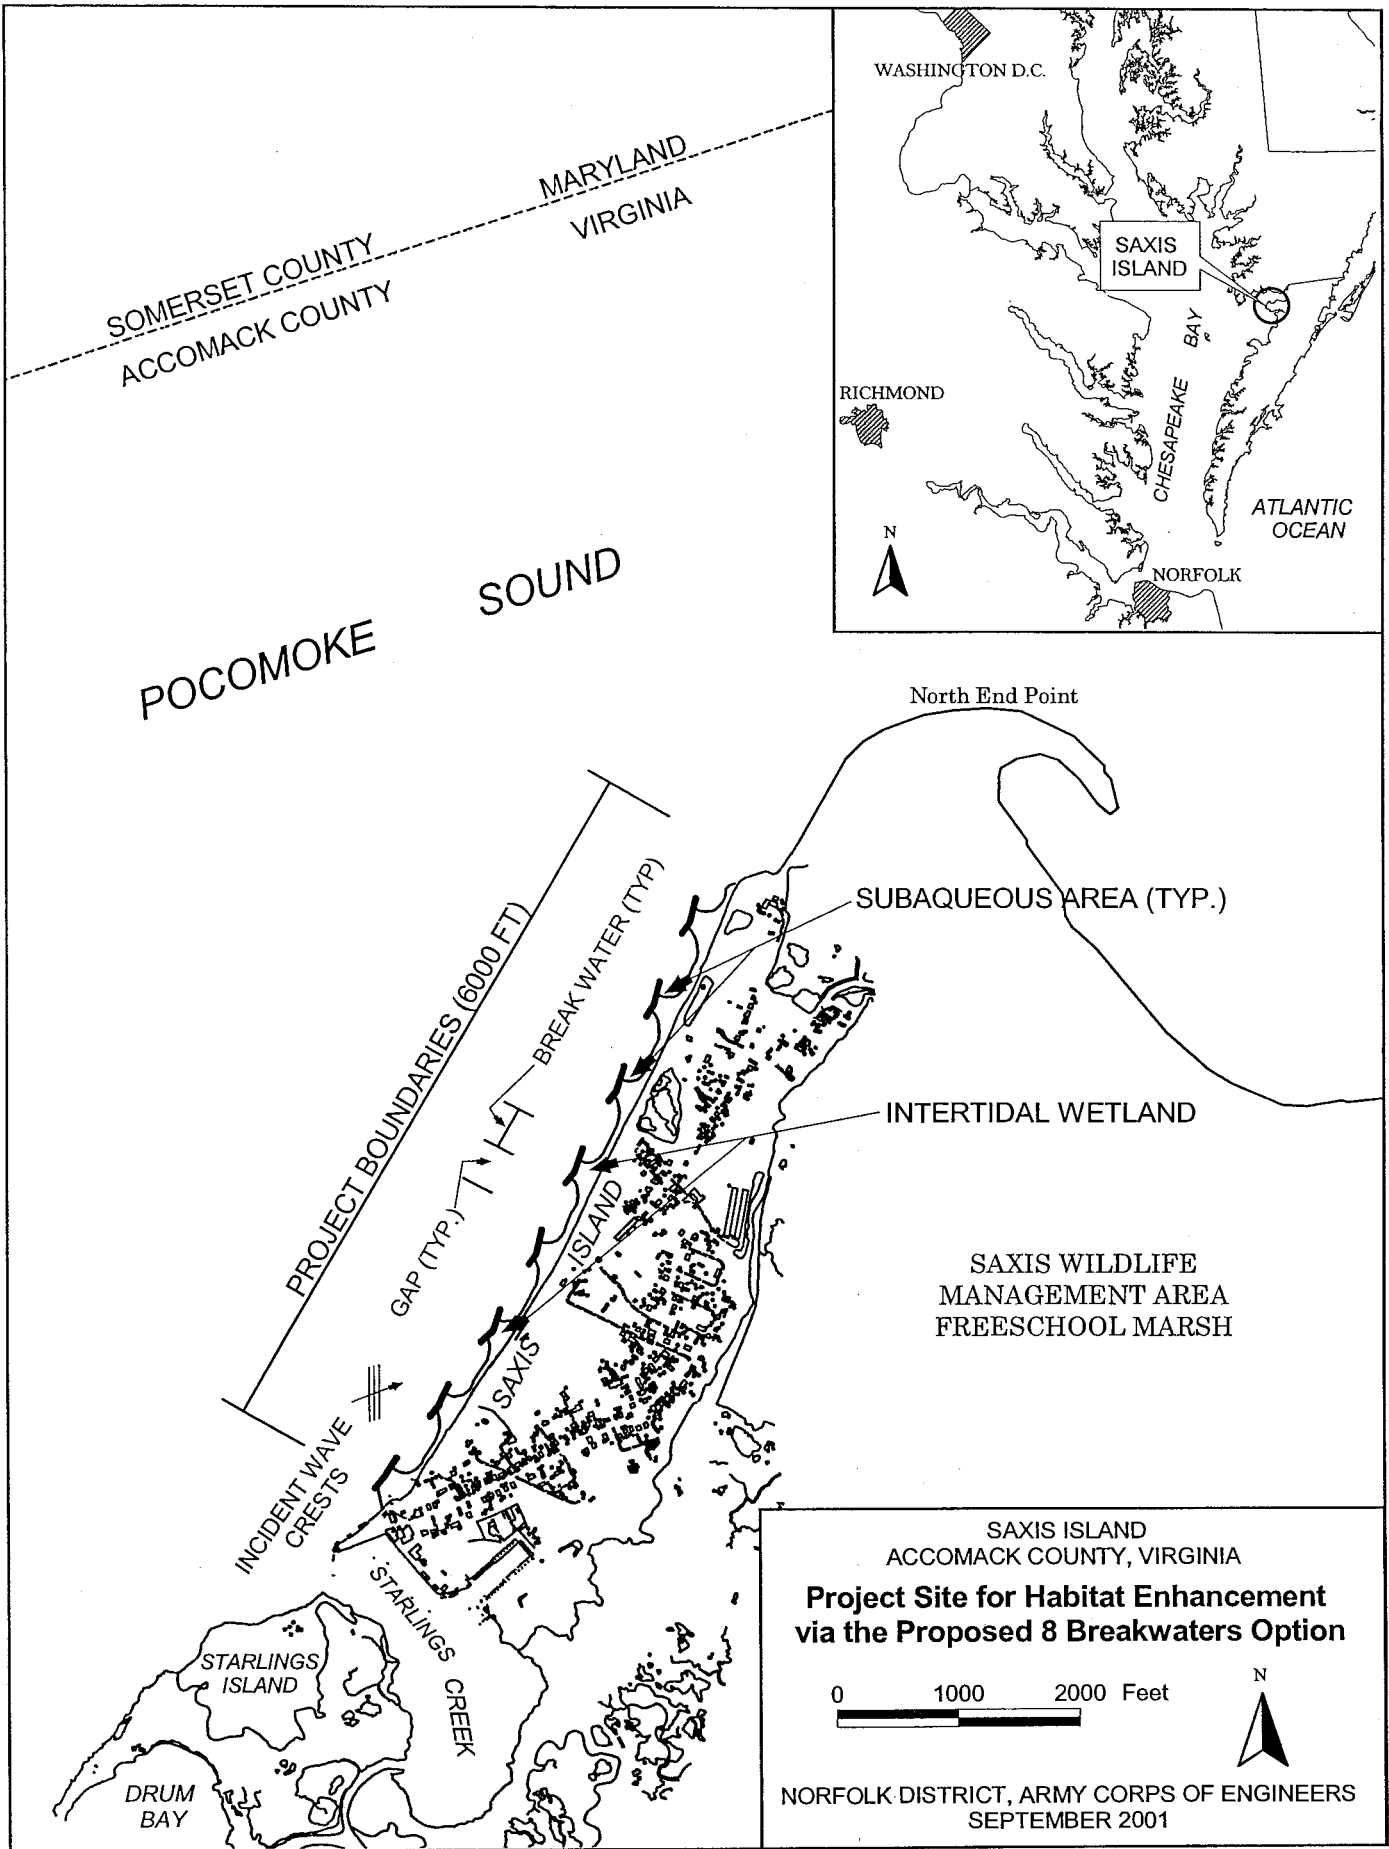 WASHINGTON D.C.
SAXIS
ISLAND
CHESAPEAKE BAY
RICHMOND
ATLANTIC
OCEAN
N
NORFOLK
MARYLAND
VIRGINIA
SOMERSET COUNTY
ACCOMACK COUNTY
POCOMOKE SOUND
North End Point
PROJECT BOUNDARIES (6000 FT)
BREAK WATER (TYP)
GAP (TYP.)
SUBAQUEOUS AREA (TYP.)
INTERTIDAL WETLAND
SAXIS ISLAND
SAXIS WILDLIFE
MANAGEMENT AREA
FREESCHOOL MARSH
INCIDENT WAVE
CRESTS
STARLINGS CREEK
STARLINGS
ISLAND
DRUM
BAY
SAXIS ISLAND
ACCOMACK COUNTY, VIRGINIA
Project Site for Habitat Enhancement
via the Proposed 8 Breakwaters Option
0 1000 2000 Feet
N
NORFOLK DISTRICT, ARMY CORPS OF ENGINEERS
SEPTEMBER 2001